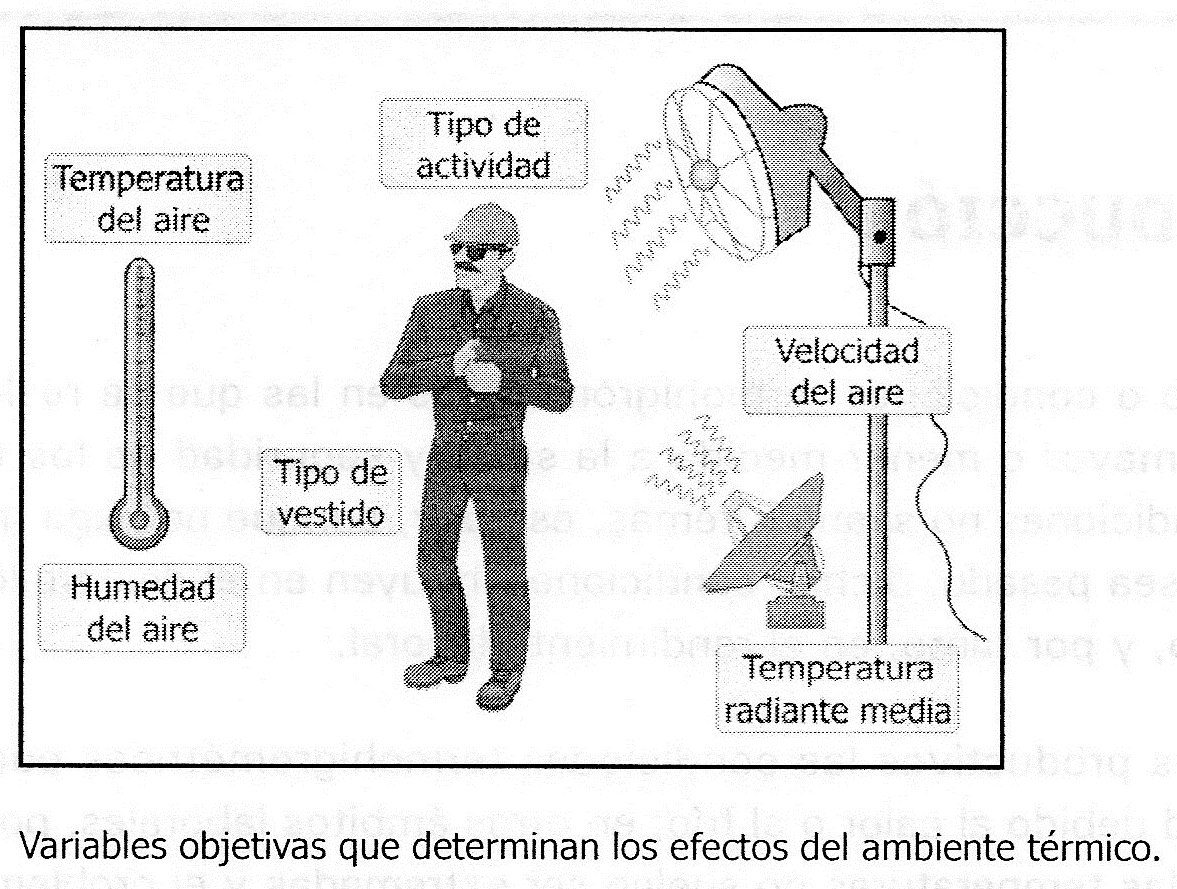 Temperatura
del aire
Tipo de
actividad
Velocidad
del aire
Tipo de
vestido
Humedad
del aire
Temperatura
radiante media
Variables objetivas que determinan los efectos del ambiente térmico.